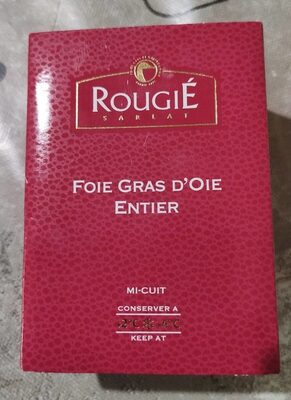 ROUGIÉ
SARLAT
FOIE GRAS D'OIE
ENTIER
MI-CUIT
CONSERVER A
KEEP AT